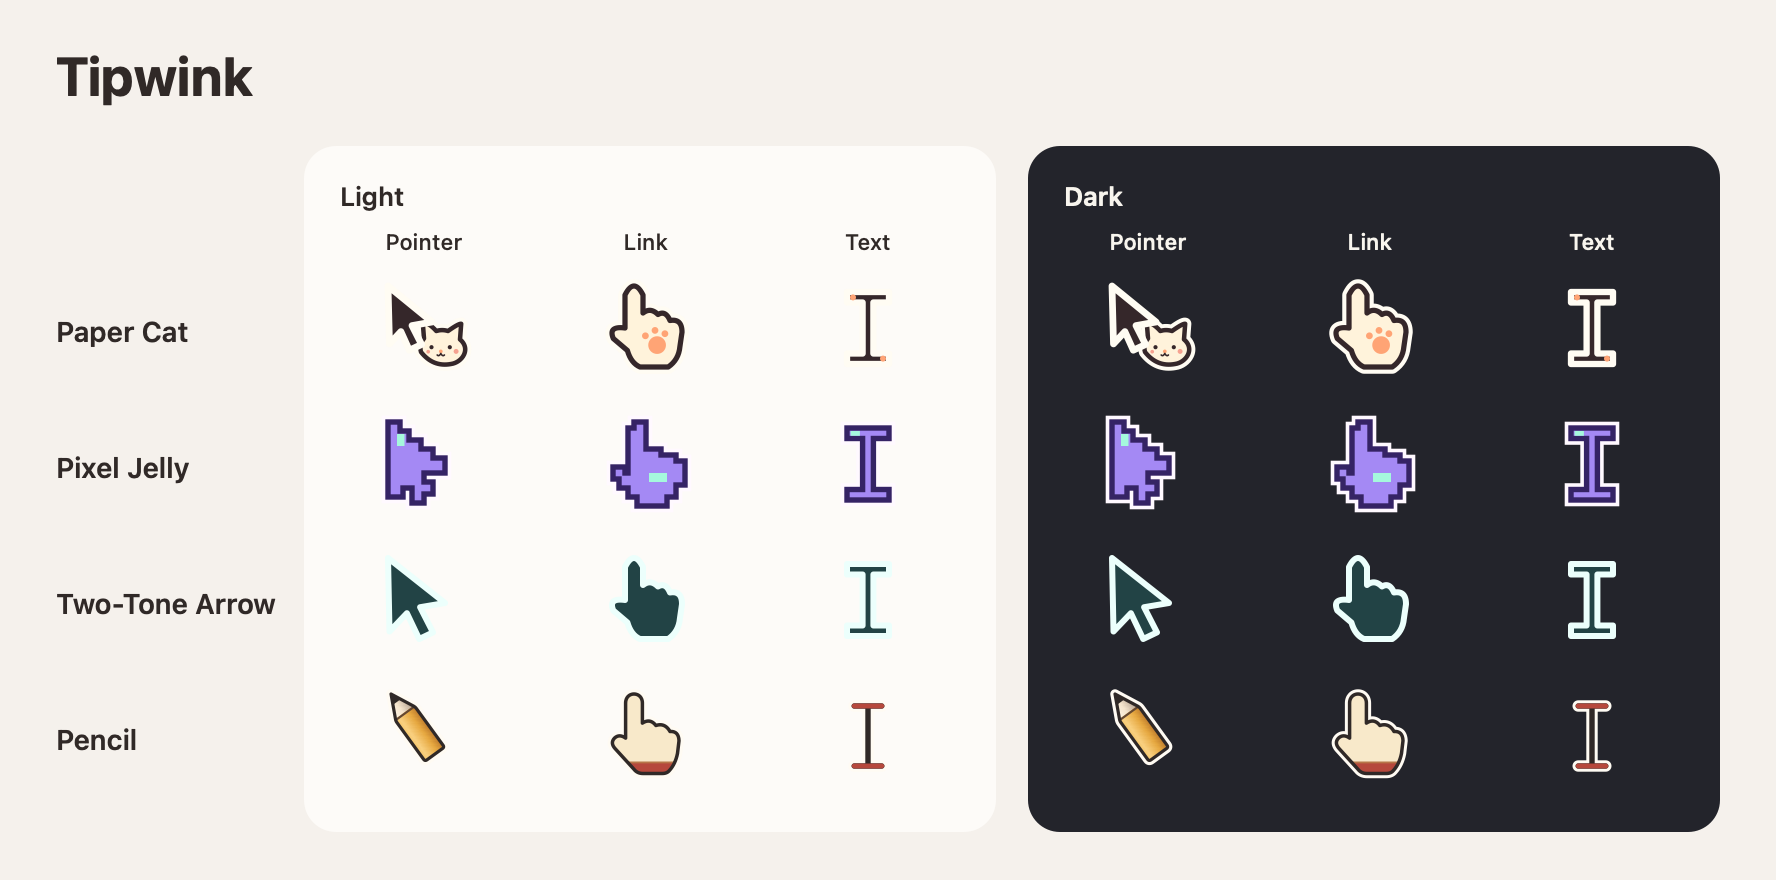 Tipwink
Light
Pointer Link Text
Dark
Pointer Link Text
Paper Cat
Pixel Jelly
Two-Tone Arrow
Pencil